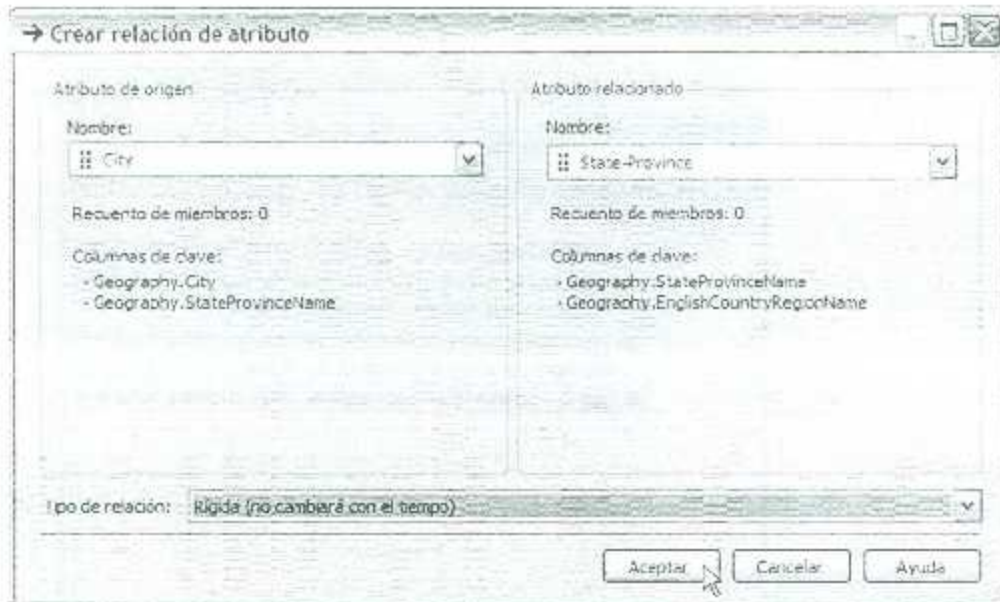 → Crear relación de atributo
Atributo de origen
Nombre:
City
Recuento de miembros: 0
Columnas de clave:
- Geography.City
- Geography.StateProvinceName
Atributo relacionado
Nombre:
State-Province
Recuento de miembros: 0
Columnas de clave:
- Geography.StateProvinceName
- Geography.EnglishCountryRegionName
Tipo de relación: Rígida (no cambiará con el tiempo)
Aceptar Cancelar Ayuda